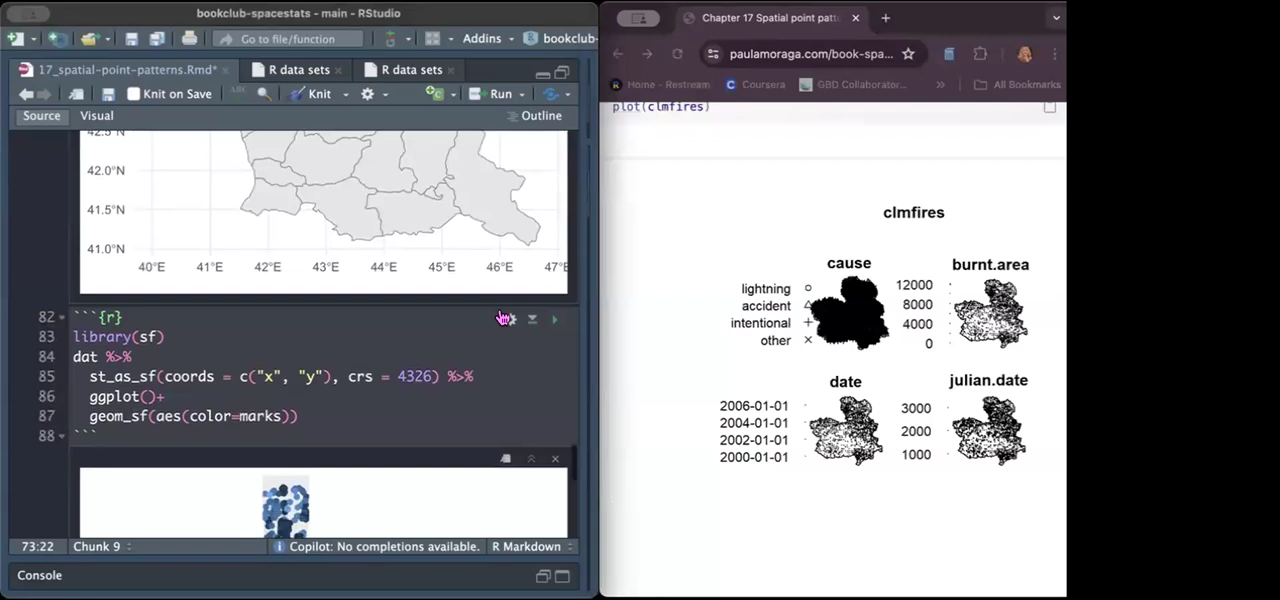 bookclub-spacestats - main - RStudio
Go to file/function
Addins
bookclub-
17_spatial-point-patterns.Rmd*
R data sets
R data sets
Knit on Save
ABC
Knit
Run
Source
Visual
Outline
42.5°N
42.0°N
41.5°N
41.0°N
40°E
41°E
42°E
43°E
44°E
45°E
46°E
47°E
82
```{r}
83
library(sf)
84
dat %>%
85
st_as_sf(coords = c("x", "y"), crs = 4326) %>%
86
ggplot()+
87
geom_sf(aes(color=marks))
88
```
73:22
Chunk 9
Copilot: No completions available.
R Markdown
Console
Chapter 17 Spatial point patt
paulamoraga.com/book-spa...
Home - Restream
Coursera
GBD Collaborator...
»
All Bookmarks
plot(clmfires)
clmfires
cause
lightning
accident
intentional
other
burnt.area
12000
8000
4000
0
date
2006-01-01
2004-01-01
2002-01-01
2000-01-01
julian.date
3000
2000
1000